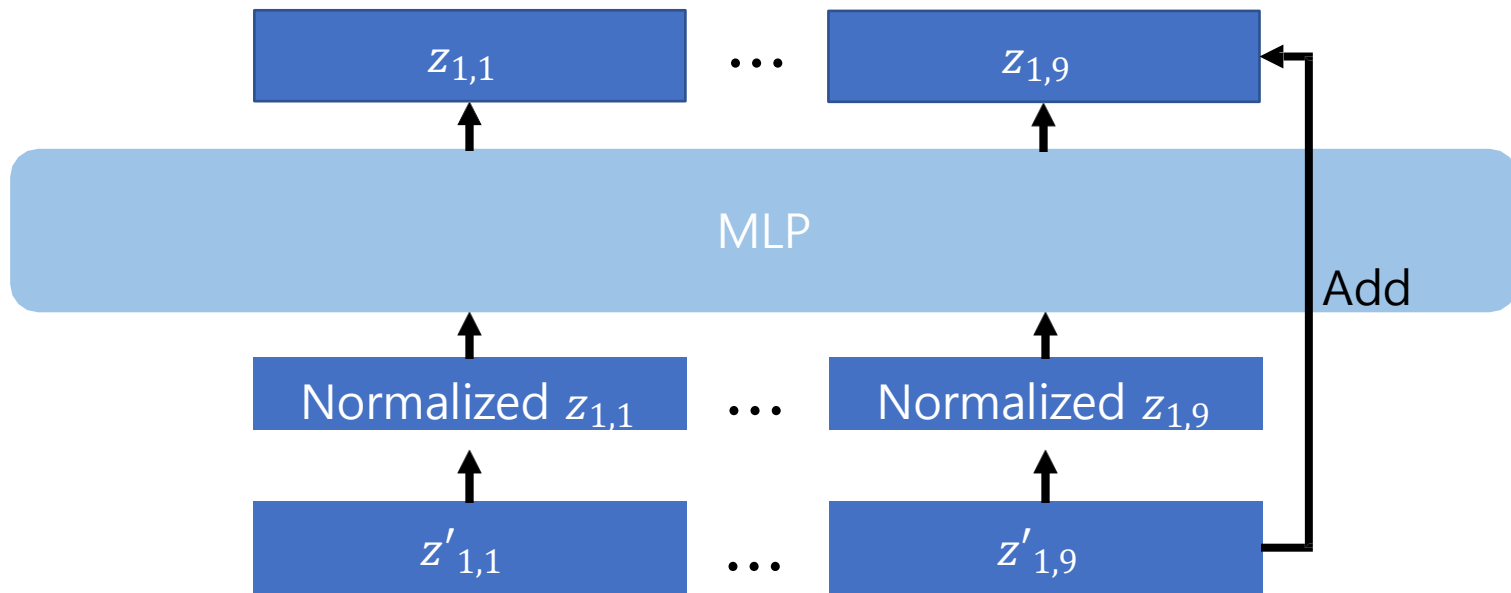 z₁,₁ ... z₁,₉
MLP
Add
Normalized z₁,₁ ... Normalized z₁,₉
z′₁,₁ ... z′₁,₉